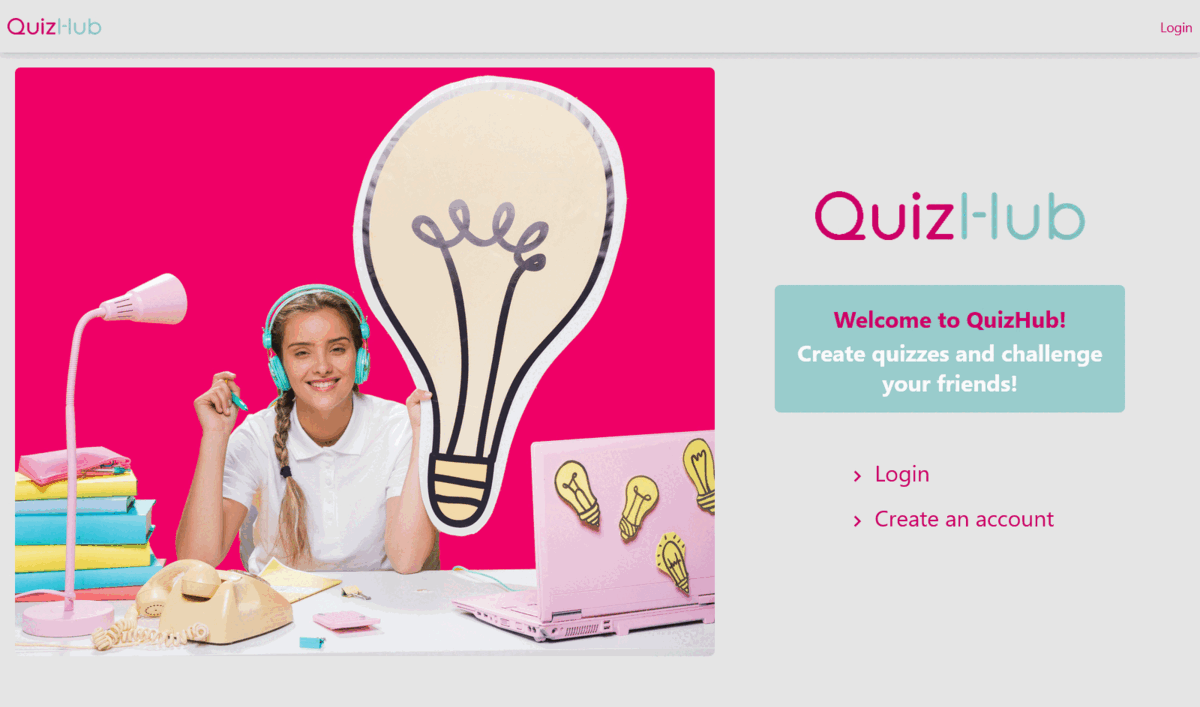 QuizHub
Login
QuizHub
Welcome to QuizHub!
Create quizzes and challenge
your friends!
Login
Create an account